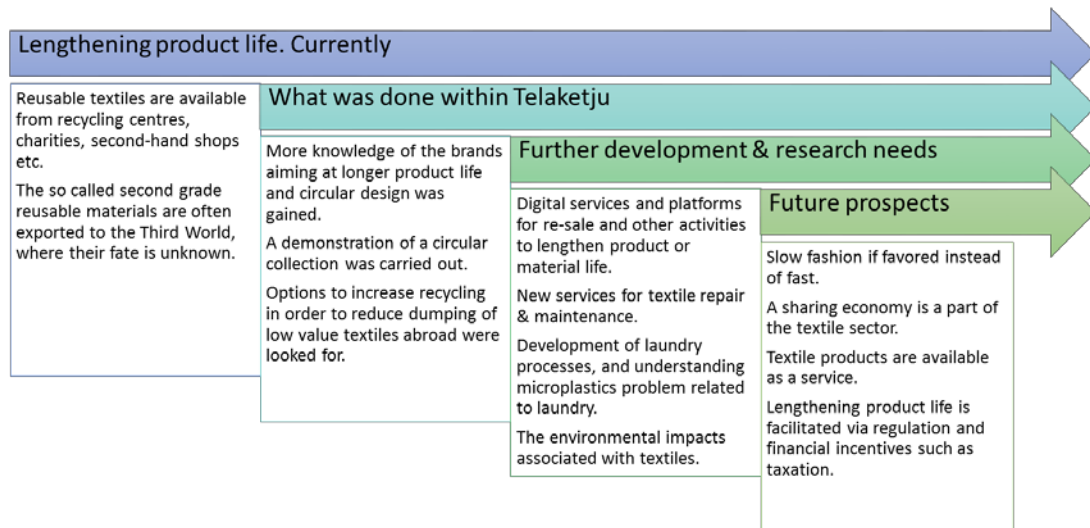 Lengthening product life. Currently
Reusable textiles are available
from recycling centres,
charities, second-hand shops
etc.
The so called second grade
reusable materials are often
exported to the Third World,
where their fate is unknown.
What was done within Telaketju
More knowledge of the brands
aiming at longer product life
and circular design was
gained.
A demonstration of a circular
collection was carried out.
Options to increase recycling
in order to reduce dumping of
low value textiles abroad were
looked for.
Further development & research needs
Digital services and platforms
for re-sale and other activities
to lengthen product or
material life.
New services for textile repair
& maintenance.
Development of laundry
processes, and understanding
microplastics problem related
to laundry.
The environmental impacts
associated with textiles.
Future prospects
Slow fashion if favored instead
of fast.
A sharing economy is a part of
the textile sector.
Textile products are available
as a service.
Lengthening product life is
facilitated via regulation and
financial incentives such as
taxation.